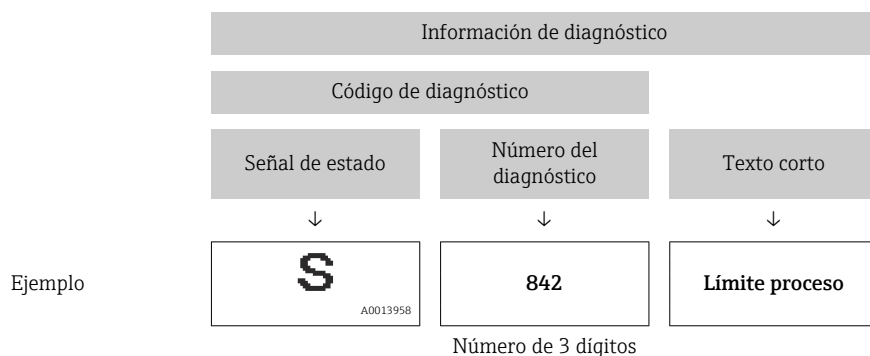 Información de diagnóstico
Código de diagnóstico
Señal de estado
Número del
diagnóstico
Texto corto
↓ ↓ ↓
Ejemplo
S
A0013958
842
Límite proceso
Número de 3 dígitos